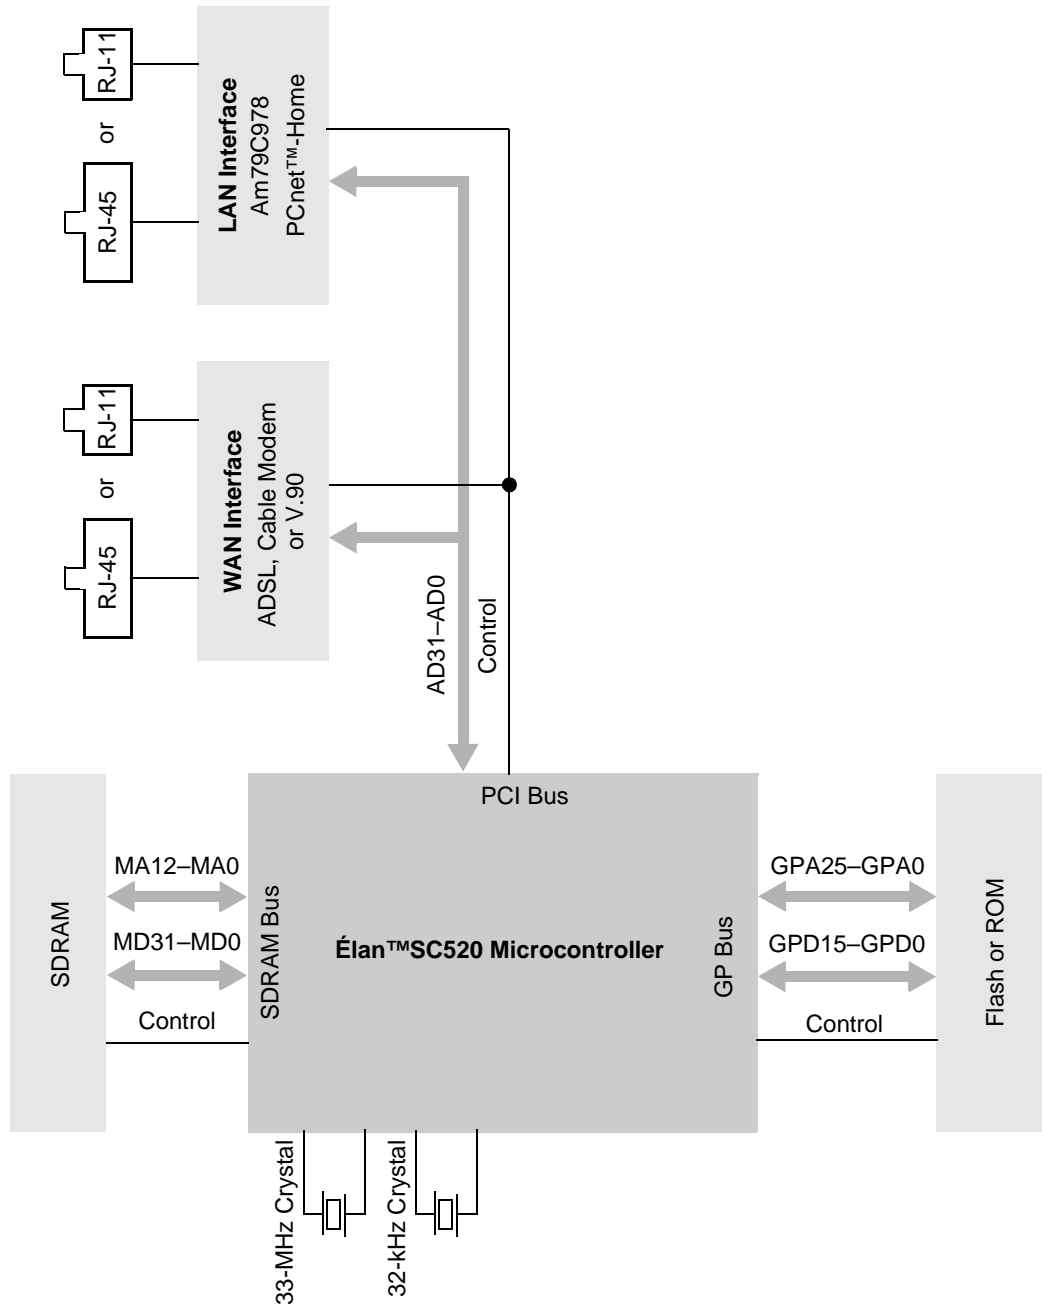 RJ-11
or
RJ-45
LAN Interface
Am79C978
PCnet™-Home
RJ-11
or
RJ-45
WAN Interface
ADSL, Cable Modem
or V.90
AD31–AD0
Control
PCI Bus
SDRAM
MA12–MA0
MD31–MD0
Control
SDRAM Bus
Élan™SC520 Microcontroller
GP Bus
GPA25–GPA0
GPD15–GPD0
Control
Flash or ROM
33-MHz Crystal
32-kHz Crystal